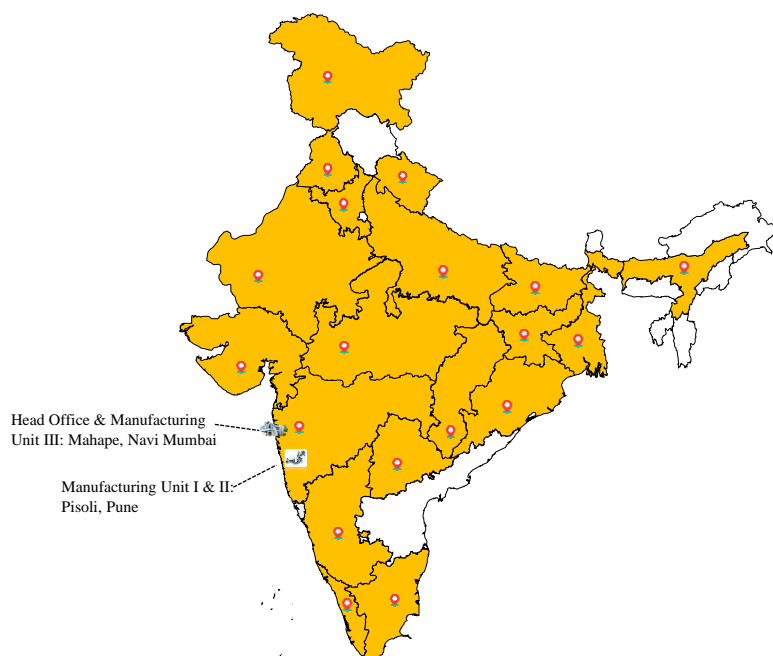 Head Office & Manufacturing
Unit III: Mahape, Navi Mumbai
Manufacturing Unit I & II:
Pisoli, Pune